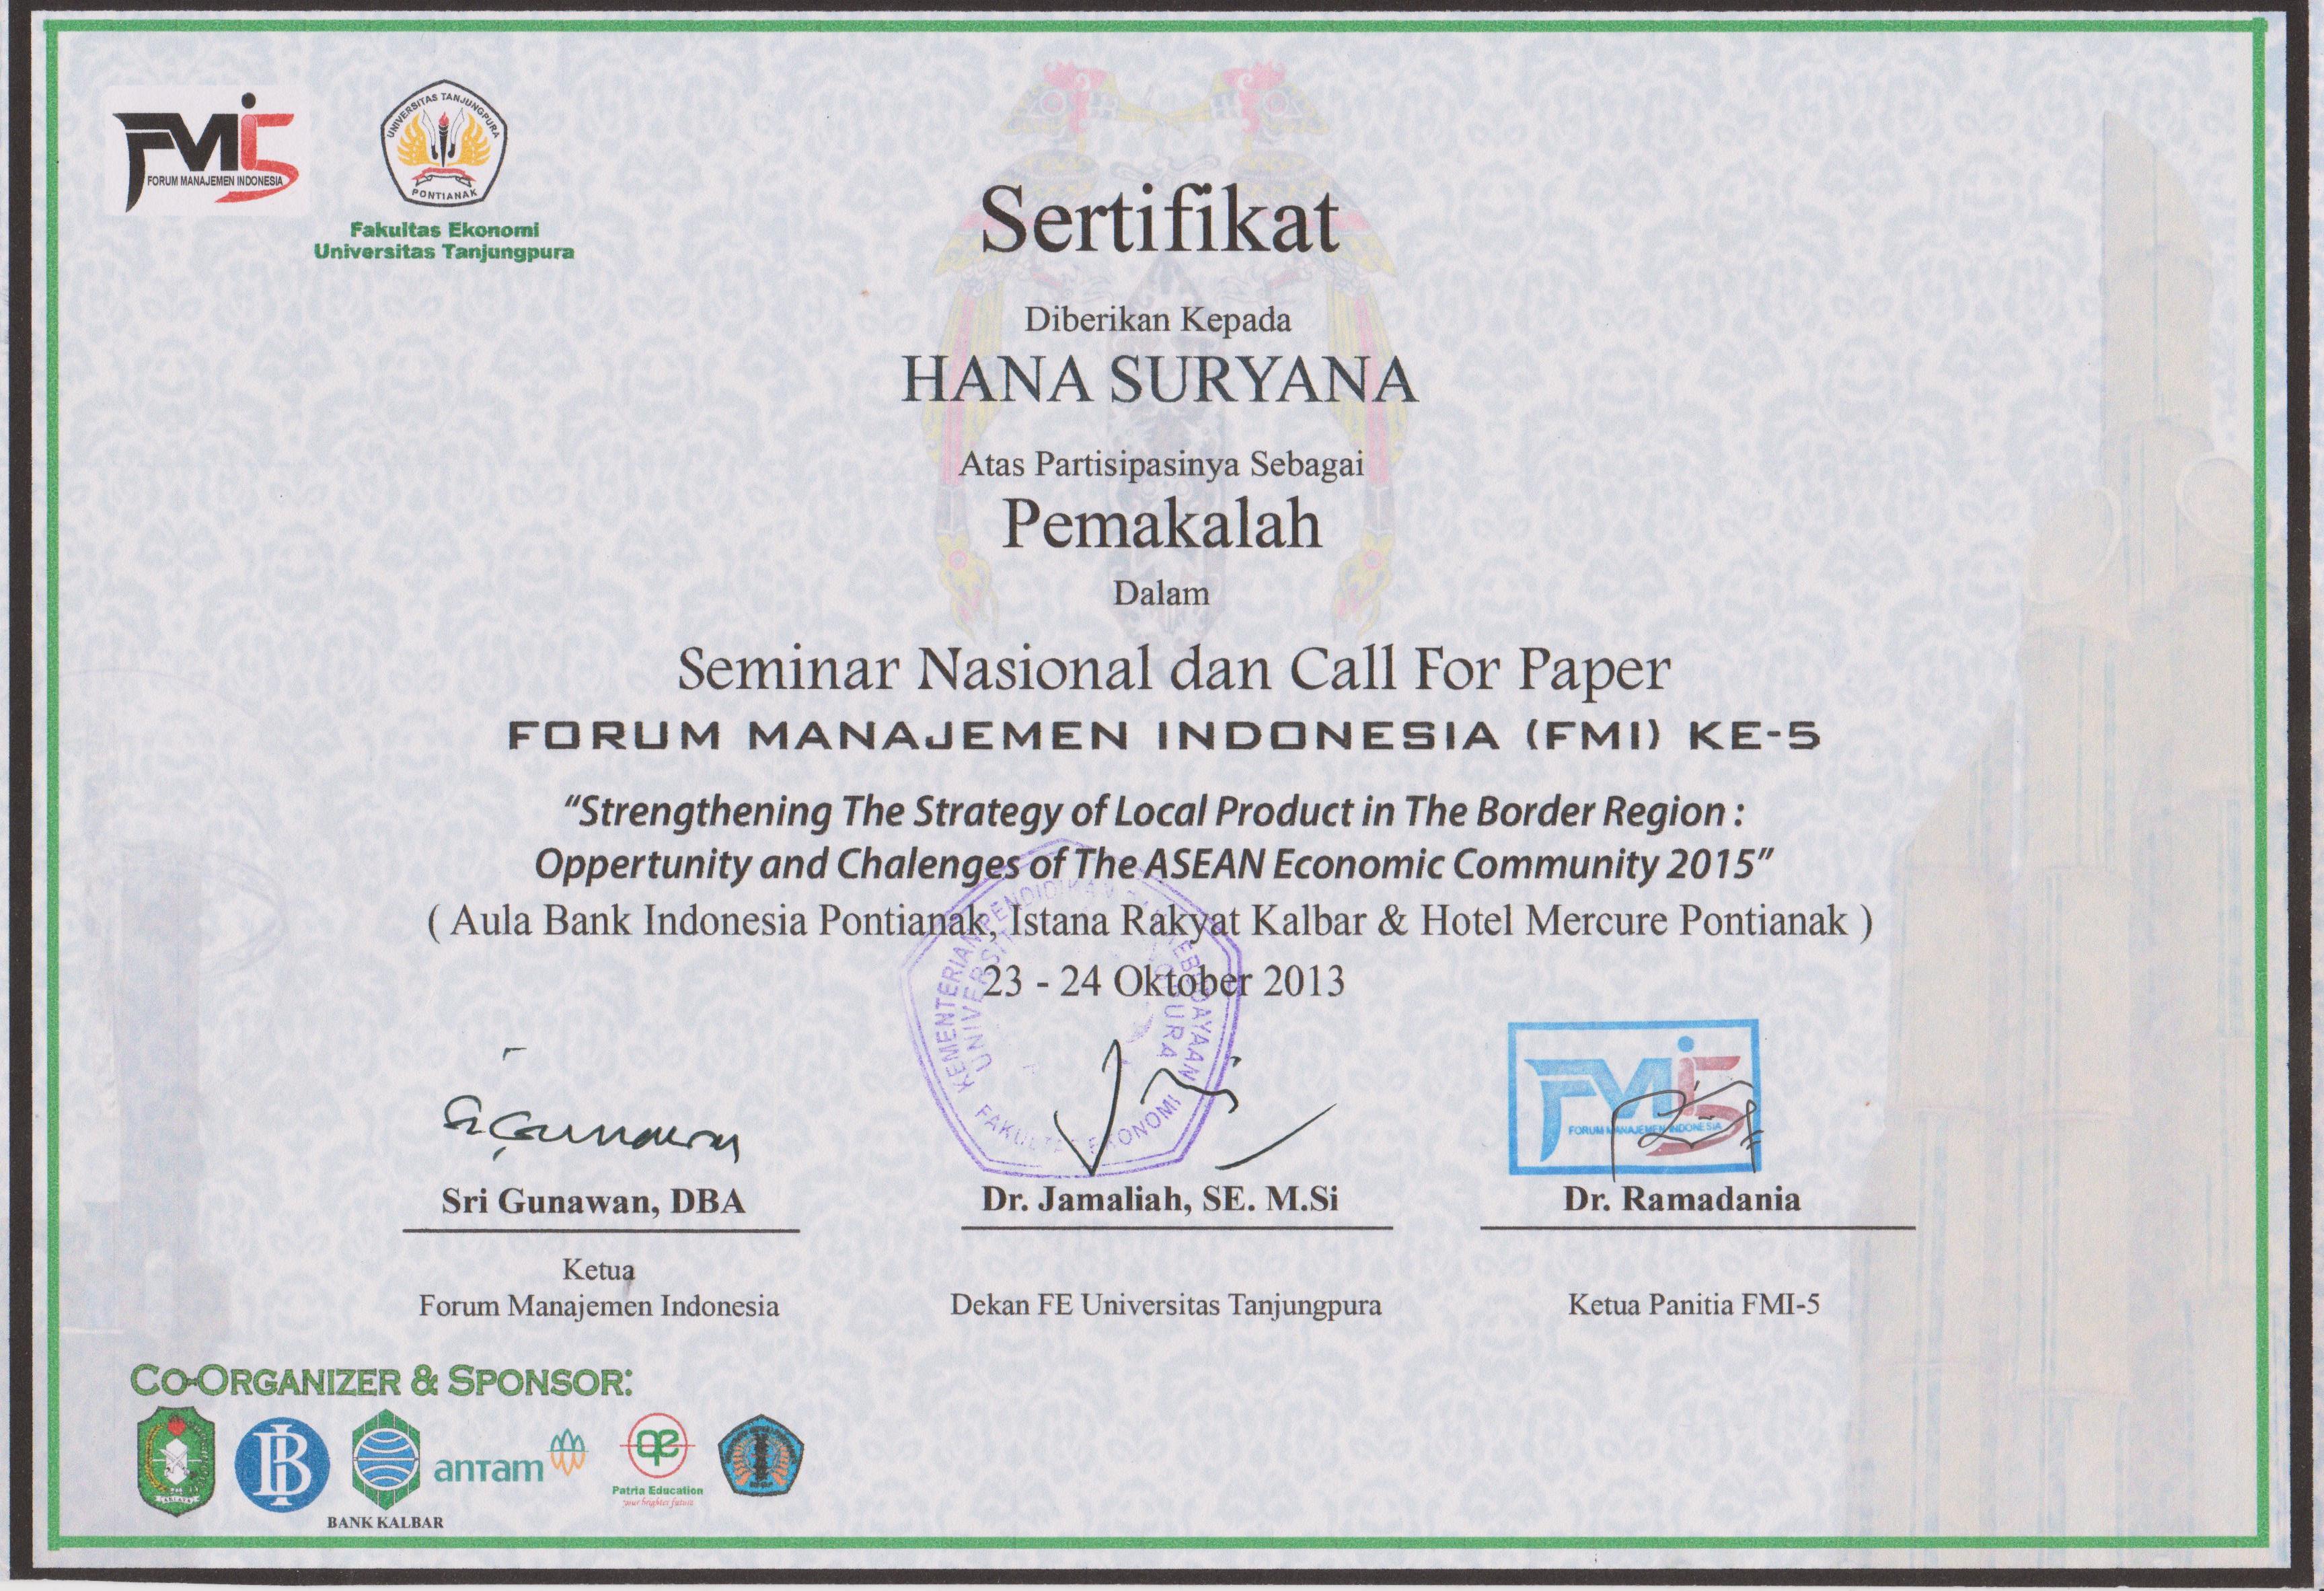 FMI5
FORUM MANAJEMEN INDONESIA
UNIVERSITAS TANJUNGPURA
PONTIANAK
Fakultas Ekonomi
Universitas Tanjungpura
Sertifikat
Diberikan Kepada
HANA SURYANA
Atas Partisipasinya Sebagai
Pemakalah
Dalam
Seminar Nasional dan Call For Paper
FORUM MANAJEMEN INDONESIA (FMI) KE-5
“Strengthening The Strategy of Local Product in The Border Region :
Oppertunity and Chalenges of The ASEAN Economic Community 2015”
( Aula Bank Indonesia Pontianak, Istana Rakyat Kalbar & Hotel Mercure Pontianak )
23 - 24 Oktober 2013
KEMENTERIAN PENDIDIKAN
FAKULTAS EKONOMI
FMI5
FORUM MANAJEMEN INDONESIA
Sri Gunawan, DBA
Dr. Jamaliah, SE. M.Si
Dr. Ramadania
Ketua
Forum Manajemen Indonesia
Dekan FE Universitas Tanjungpura
Ketua Panitia FMI-5
CO-ORGANIZER & SPONSOR:
antam
Patria Education
your brighter future
BANK KALBAR